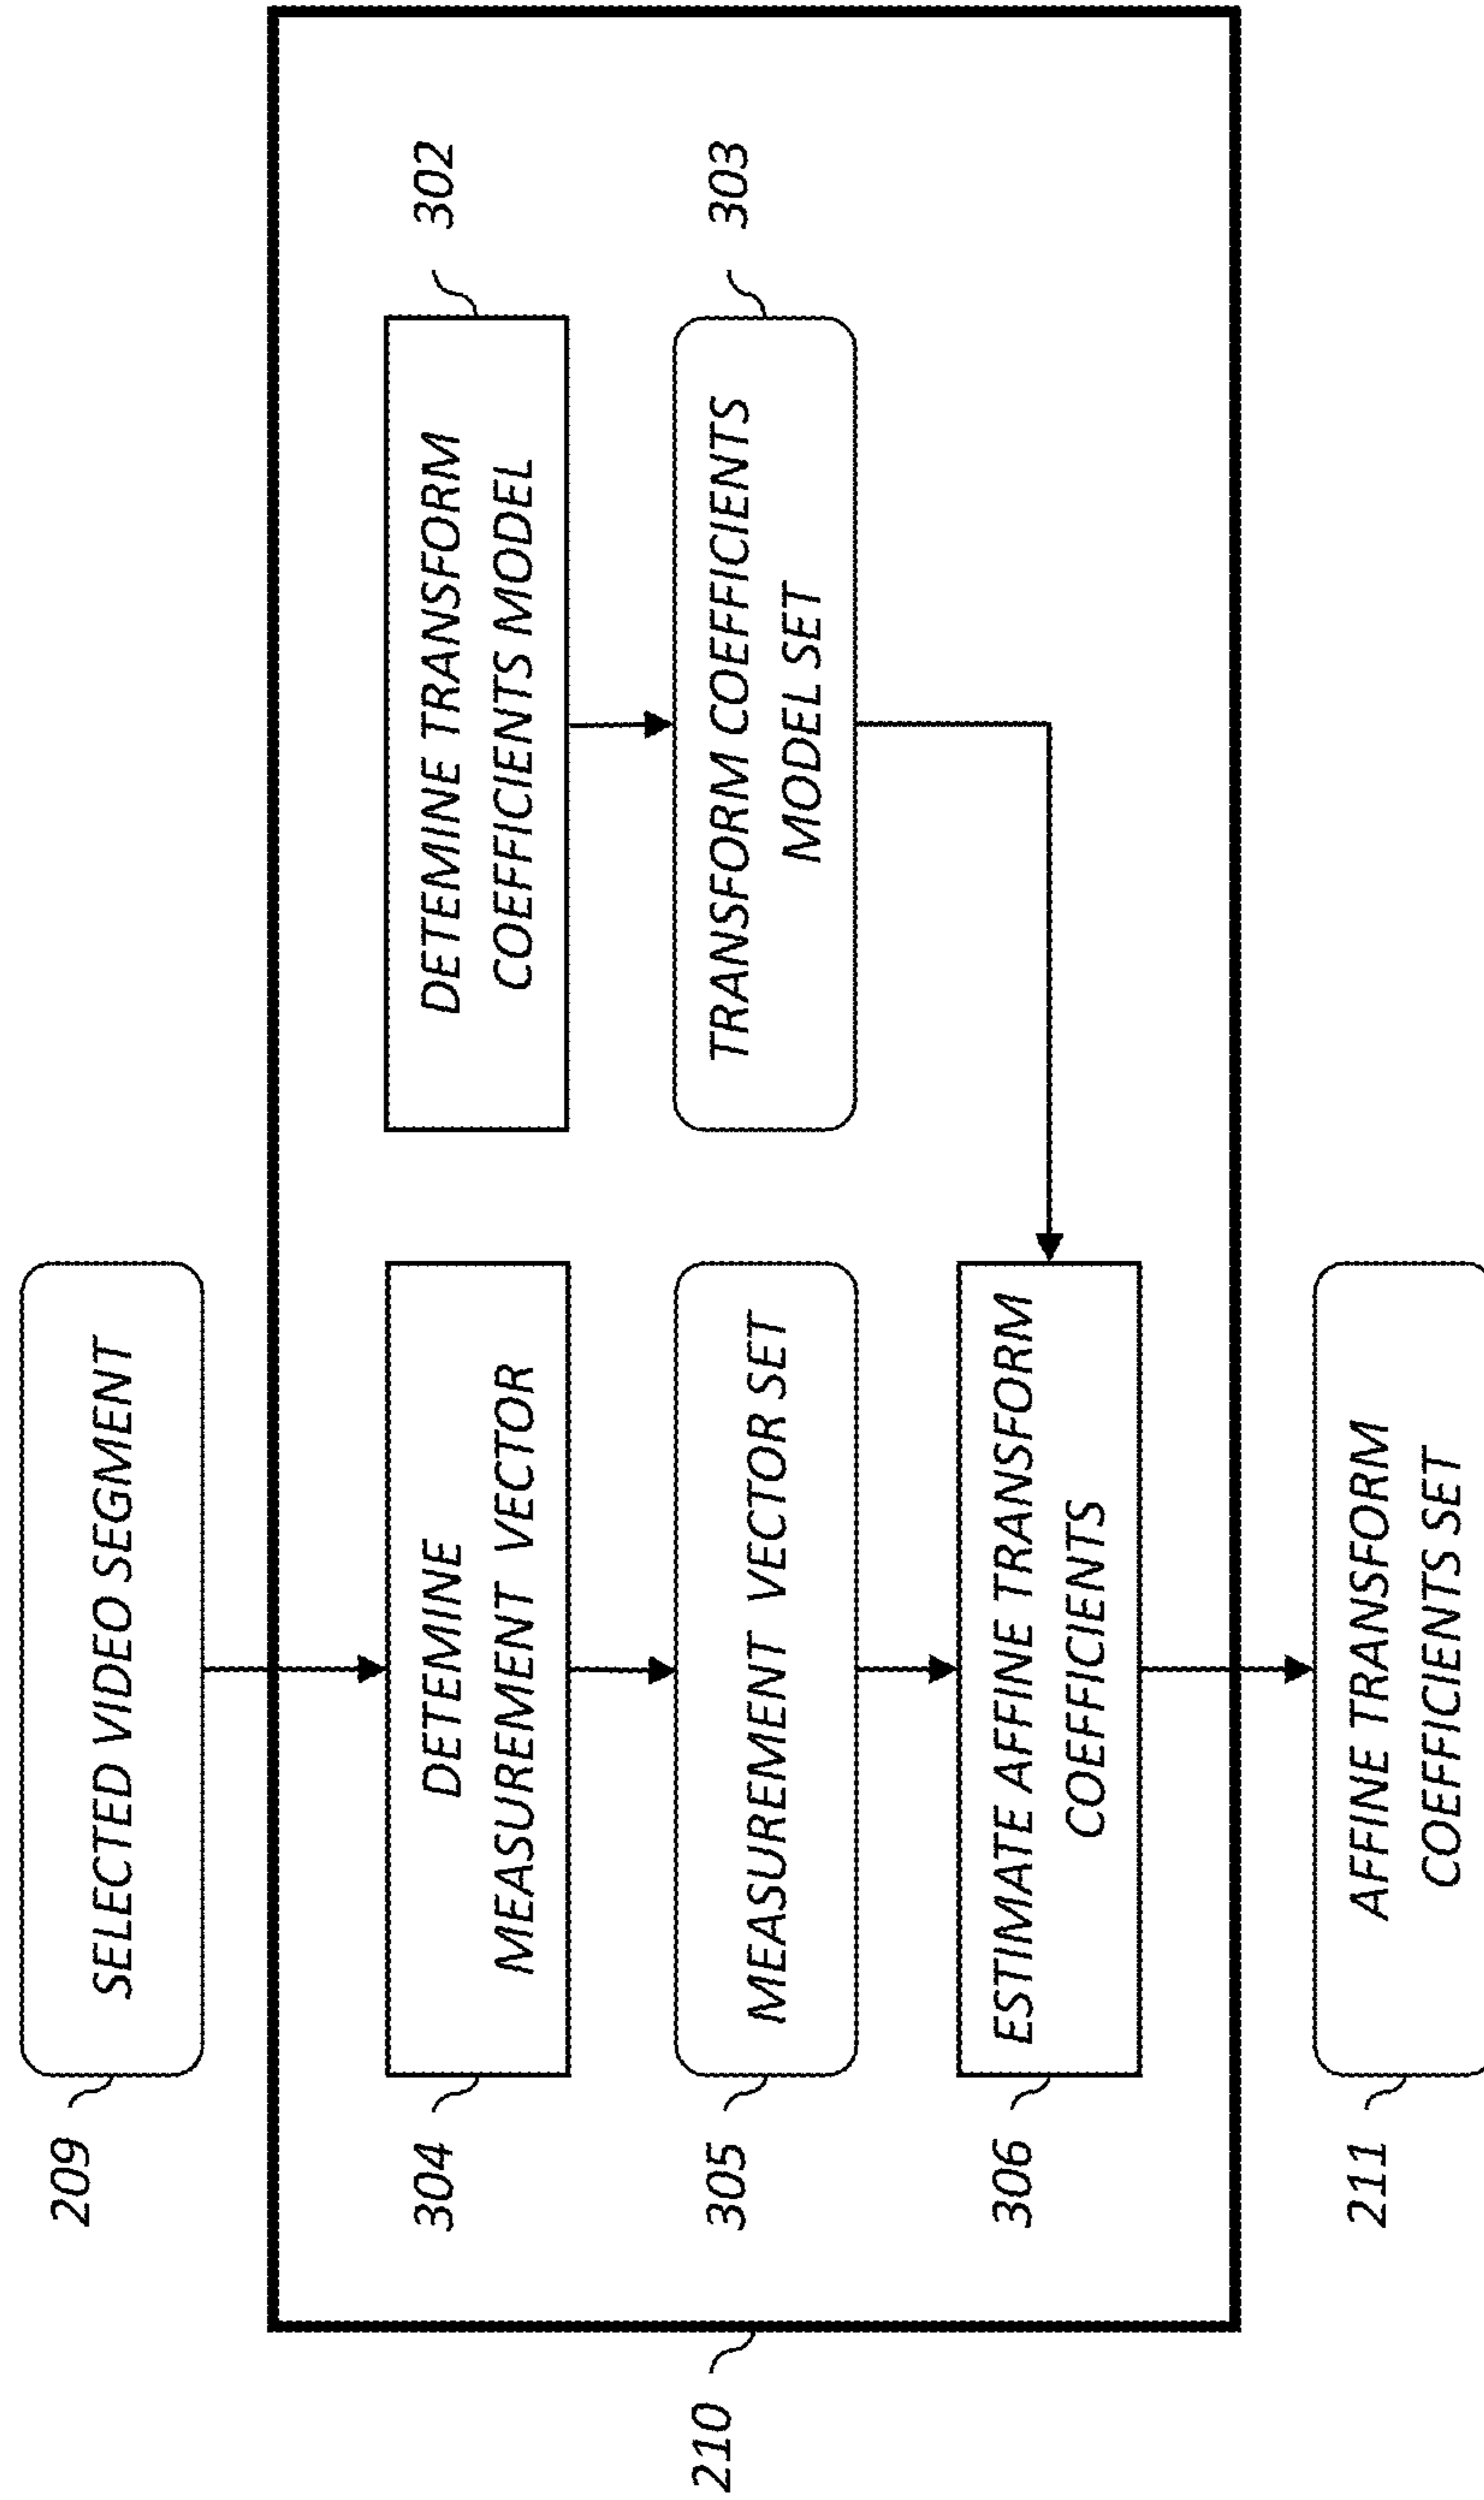 209
SELECTED VIDEO SEGMENT
210
304
DETEMINE
MEASUREMENT VECTOR
302
DETEMINE TRANSFORM
COEFFICIENTS MODEL
305
MEASUREMENT VECTOR SET
303
TRANSFORM COEFFICIENTS
MODEL SET
306
ESTIMATE AFFINE TRANSFORM
COEFFICIENTS
211
AFFINE TRANSFORM
COEFFICIENTS SET